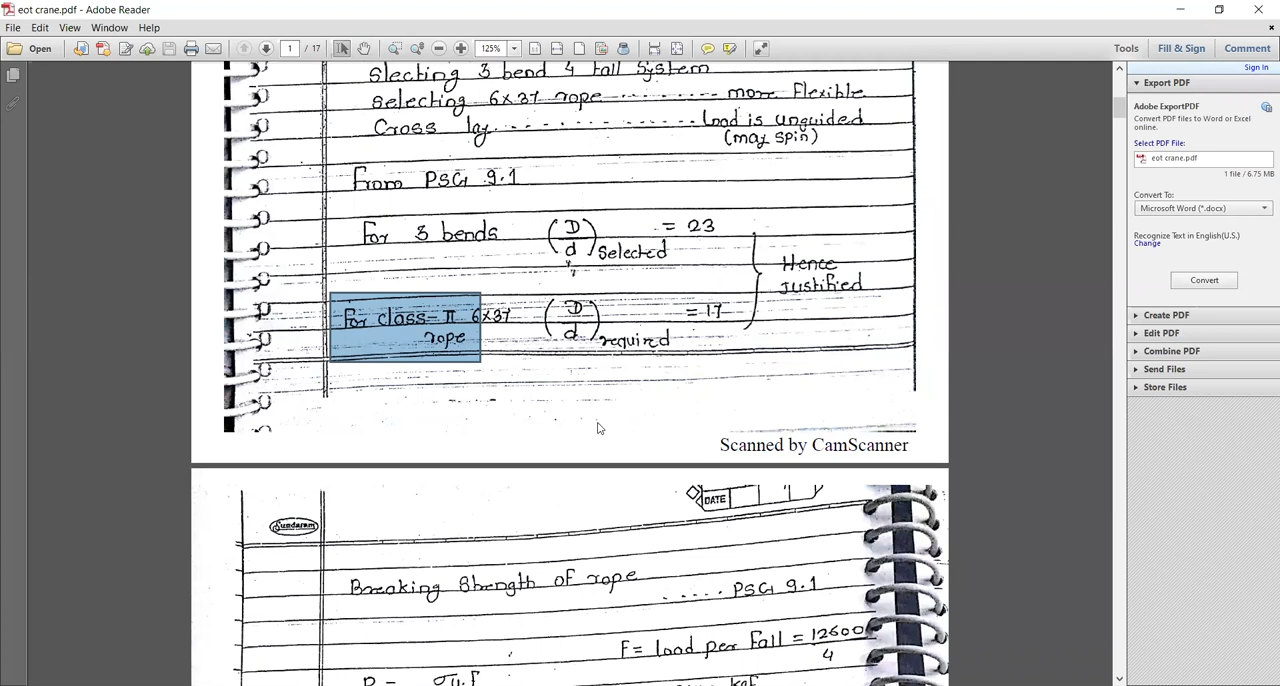 eot crane.pdf - Adobe Reader
File Edit View Window Help
Open 1 / 17 125% Tools Fill & Sign Comment
Sign In
Export PDF
Adobe ExportPDF
Convert PDF files to Word or Excel
online.
Select PDF File:
eot crane.pdf
1 file / 6.75 MB
Convert To:
Microsoft Word (*.docx)
Recognize Text in English(U.S.)
Change
Convert
Create PDF
Edit PDF
Combine PDF
Send Files
Store Files
Slecting 3 bend 4 fall System
Selecting 6x37 rope ......... more Flexible
Cross lay ............... Load is unguided
(may spin)
From PSG 9.1
For 3 bends (D/d) Selected = 23
Hence
Justified
For class-II 6x37 (D/d) required = 17
rope
Scanned by CamScanner
DATE
Sundaram
Breaking Strength of rope
..... PSG 9.1
F = load per Fall = 12600/4